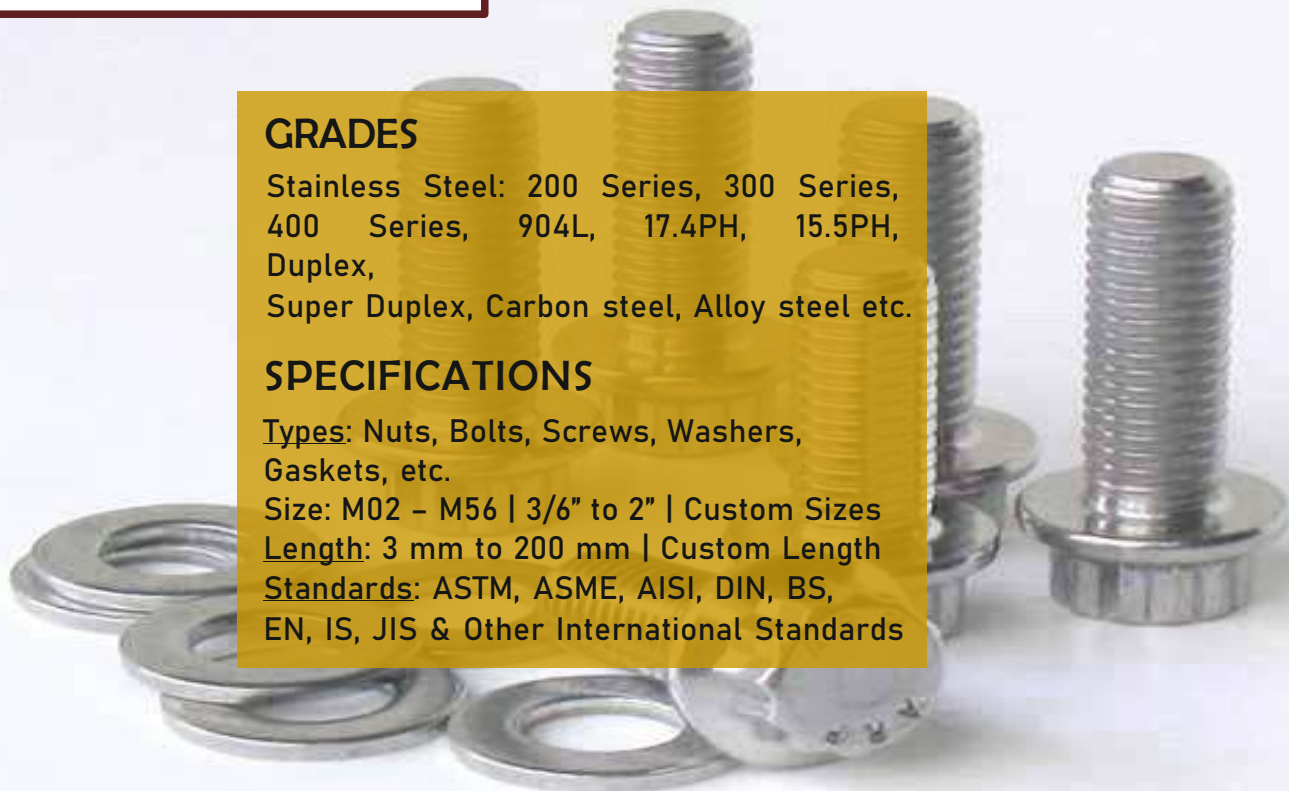 GRADES
Stainless Steel: 200 Series, 300 Series,
400 Series, 904L, 17.4PH, 15.5PH,
Duplex,
Super Duplex, Carbon steel, Alloy steel etc.
SPECIFICATIONS
Types: Nuts, Bolts, Screws, Washers,
Gaskets, etc.
Size: M02 – M56 | 3/6” to 2” | Custom Sizes
Length: 3 mm to 200 mm | Custom Length
Standards: ASTM, ASME, AISI, DIN, BS,
EN, IS, JIS & Other International Standards